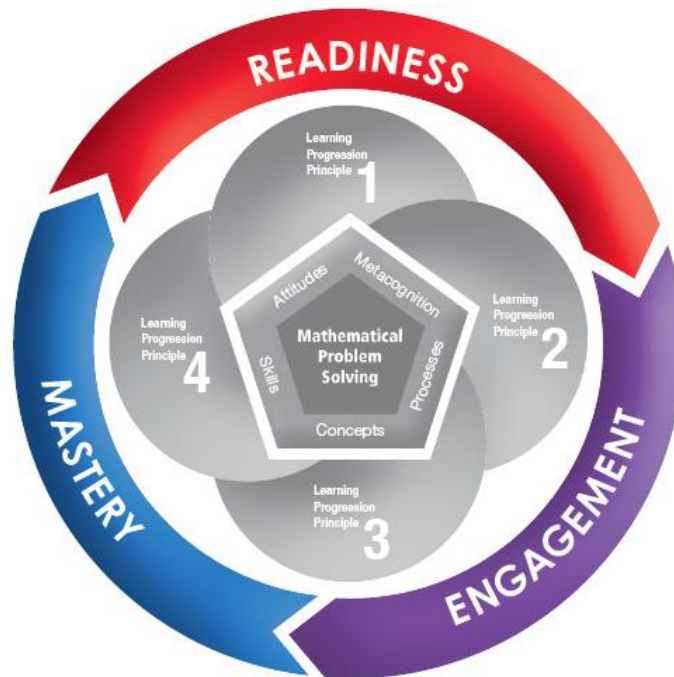 READINESS
Learning
Progression
Principle 1
Attitudes
Metacognition
Learning
Progression
Principle 2
Learning
Progression
Principle 4
Mathematical
Problem
Solving
Skills
Processes
Concepts
Learning
Progression
Principle 3
MASTERY
ENGAGEMENT